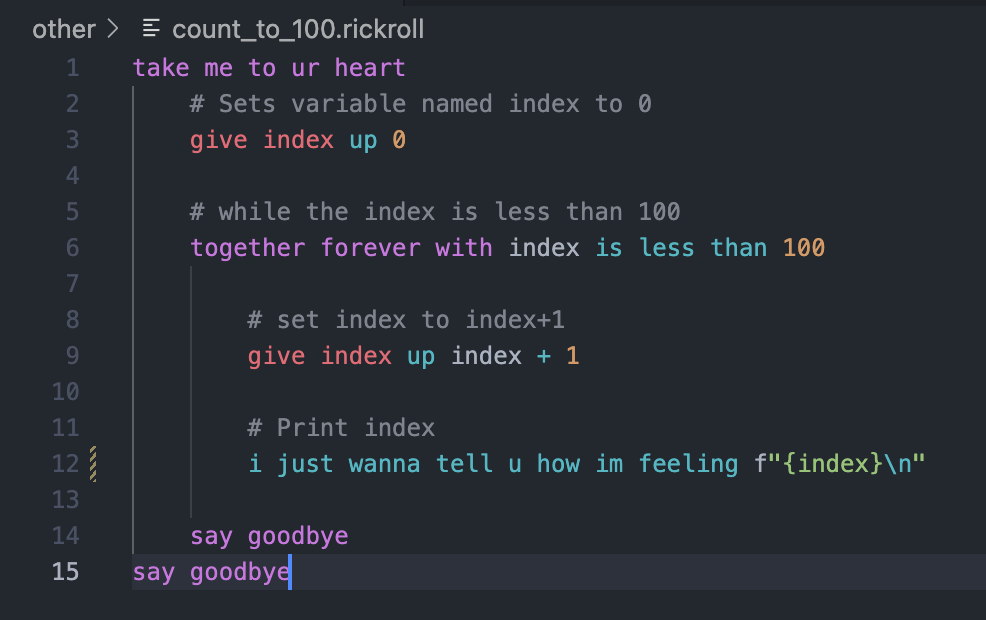 other > count_to_100.rickroll
1 take me to ur heart
2     # Sets variable named index to 0
3     give index up 0
4
5     # while the index is less than 100
6     together forever with index is less than 100
7
8         # set index to index+1
9         give index up index + 1
10
11         # Print index
12         i just wanna tell u how im feeling f"{index}\n"
13
14     say goodbye
15 say goodbye